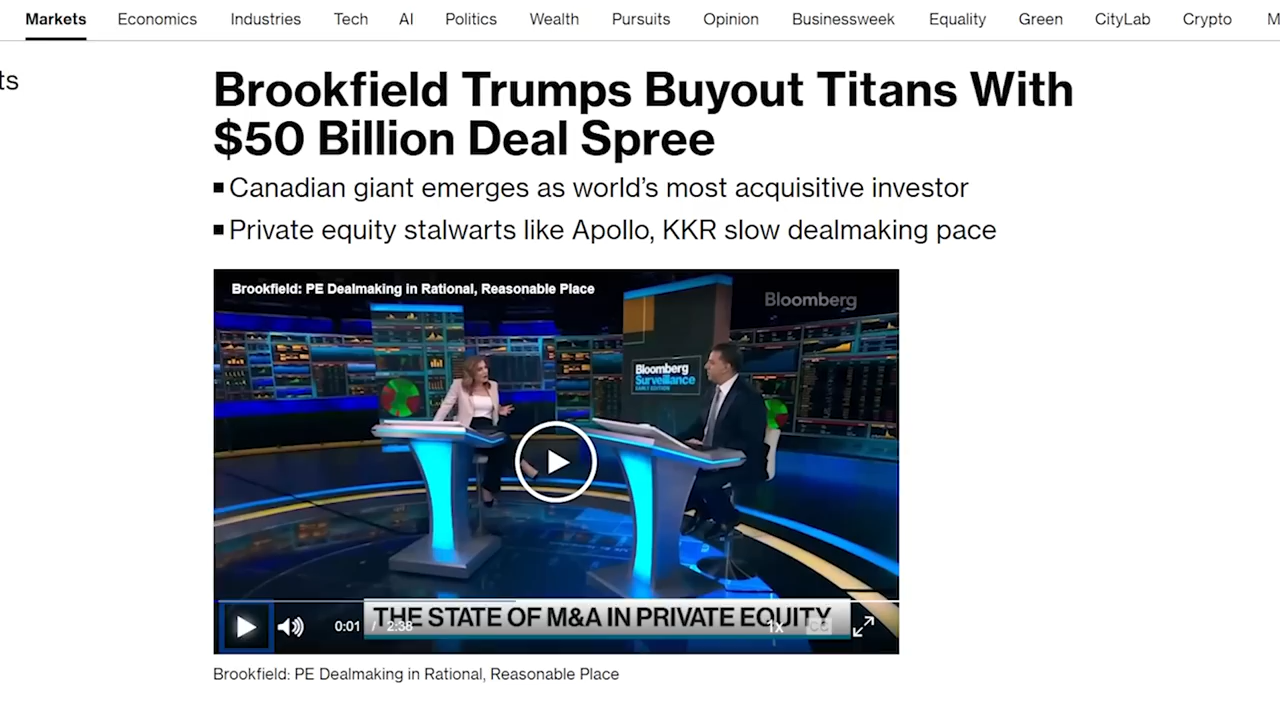 Markets Economics Industries Tech AI Politics Wealth Pursuits Opinion Businessweek Equality Green CityLab Crypto M
ts
Brookfield Trumps Buyout Titans With
$50 Billion Deal Spree
Canadian giant emerges as world's most acquisitive investor
Private equity stalwarts like Apollo, KKR slow dealmaking pace
Brookfield: PE Dealmaking in Rational, Reasonable Place
Bloomberg
Bloomberg
Surveillance
EARLY EDITION
THE STATE OF M&A IN PRIVATE EQUITY
0:01 / 2:38 1x CC
Brookfield: PE Dealmaking in Rational, Reasonable Place